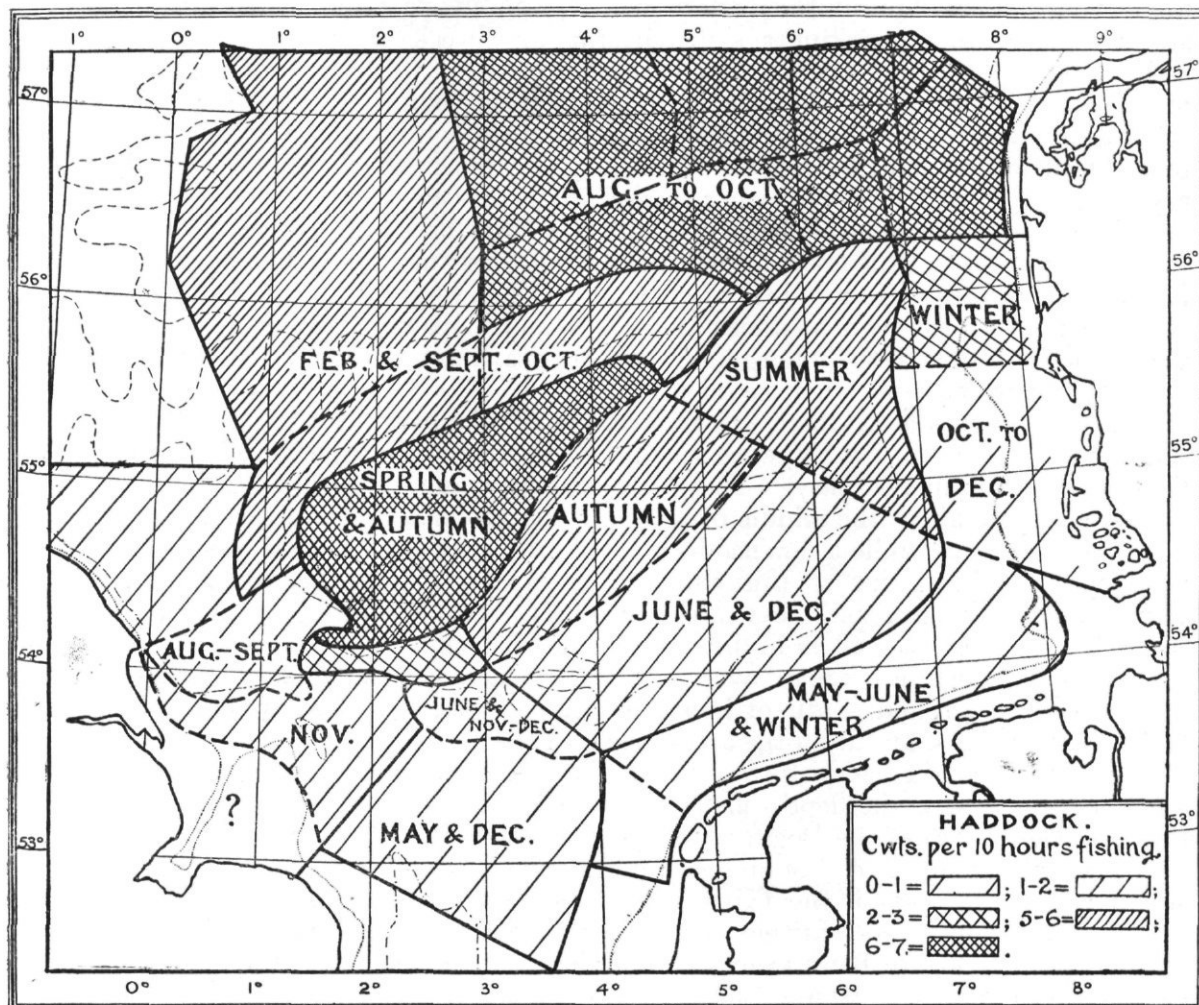 1° 0° 1° 2° 3° 4° 5° 6° 7° 8° 9°
57° 57°
AUG. TO OCT.
56° 56°
WINTER
FEB. & SEPT.-OCT. SUMMER
OCT. TO
DEC.
55° 55°
SPRING
& AUTUMN
AUTUMN
JUNE & DEC.
54° 54°
AUG.-SEPT.
MAY-JUNE
& WINTER
JUNE &
NOV.-DEC.
NOV.
?
MAY & DEC.
53° 53°
HADDOCK.
Cwts. per 10 hours fishing.
0-1= ; 1-2= ;
2-3= ; 5-6= ;
6-7= .
0° 1° 2° 3° 4° 5° 6° 7° 8°